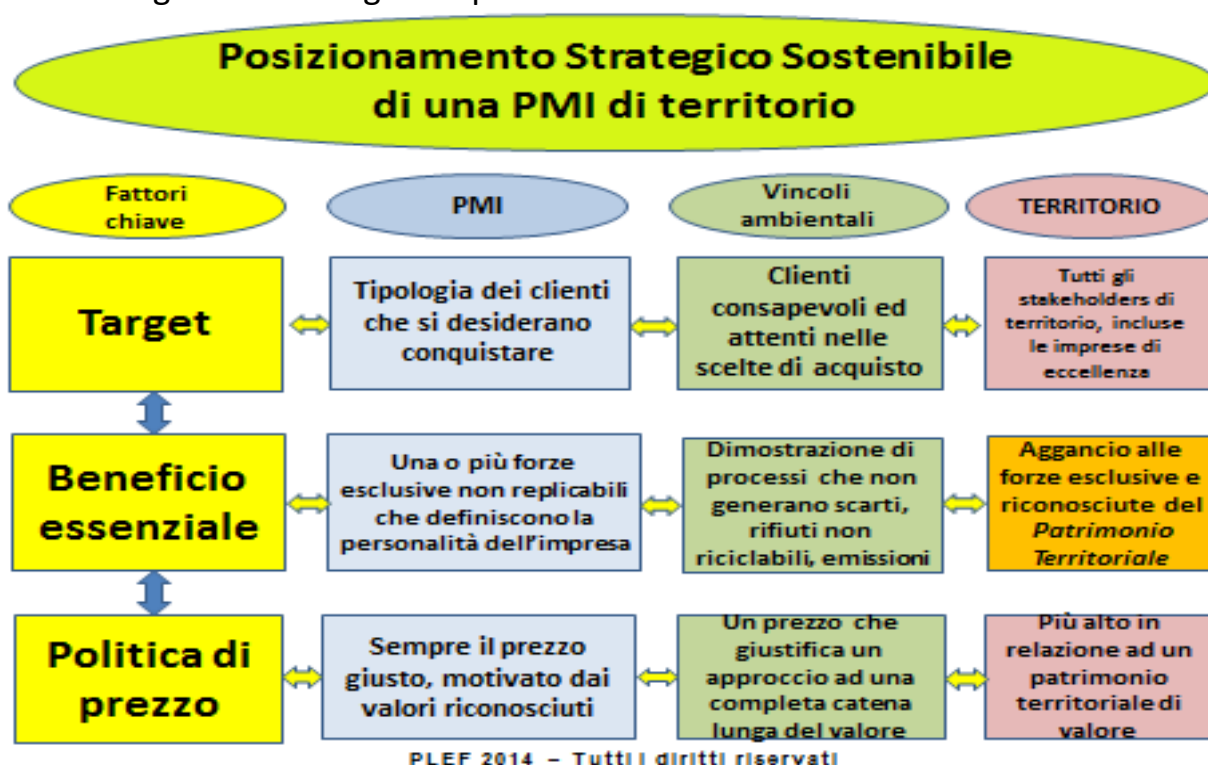 Posizionamento Strategico Sostenibile
di una PMI di territorio
Fattori
chiave
PMI
Vincoli
ambientali
TERRITORIO
Target
Tipologia dei clienti
che si desiderano
conquistare
Clienti
consapevoli ed
attenti nelle
scelte di acquisto
Tutti gli
stakeholders di
territorio, incluse
le imprese di
eccellenza
Beneficio
essenziale
Una o più forze
esclusive non replicabili
che definiscono la
personalità dell'impresa
Dimostrazione di
processi che non
generano scarti,
rifiuti non
riciclabili, emissioni
Aggancio alle
forze esclusive e
riconosciute del
Patrimonio
Territoriale
Politica di
prezzo
Sempre il prezzo
giusto, motivato dai
valori riconosciuti
Un prezzo che
giustifica un
approccio ad una
completa catena
lunga del valore
Più alto in
relazione ad un
patrimonio
territoriale di
valore
PLEF 2014 – Tutti i diritti riservati